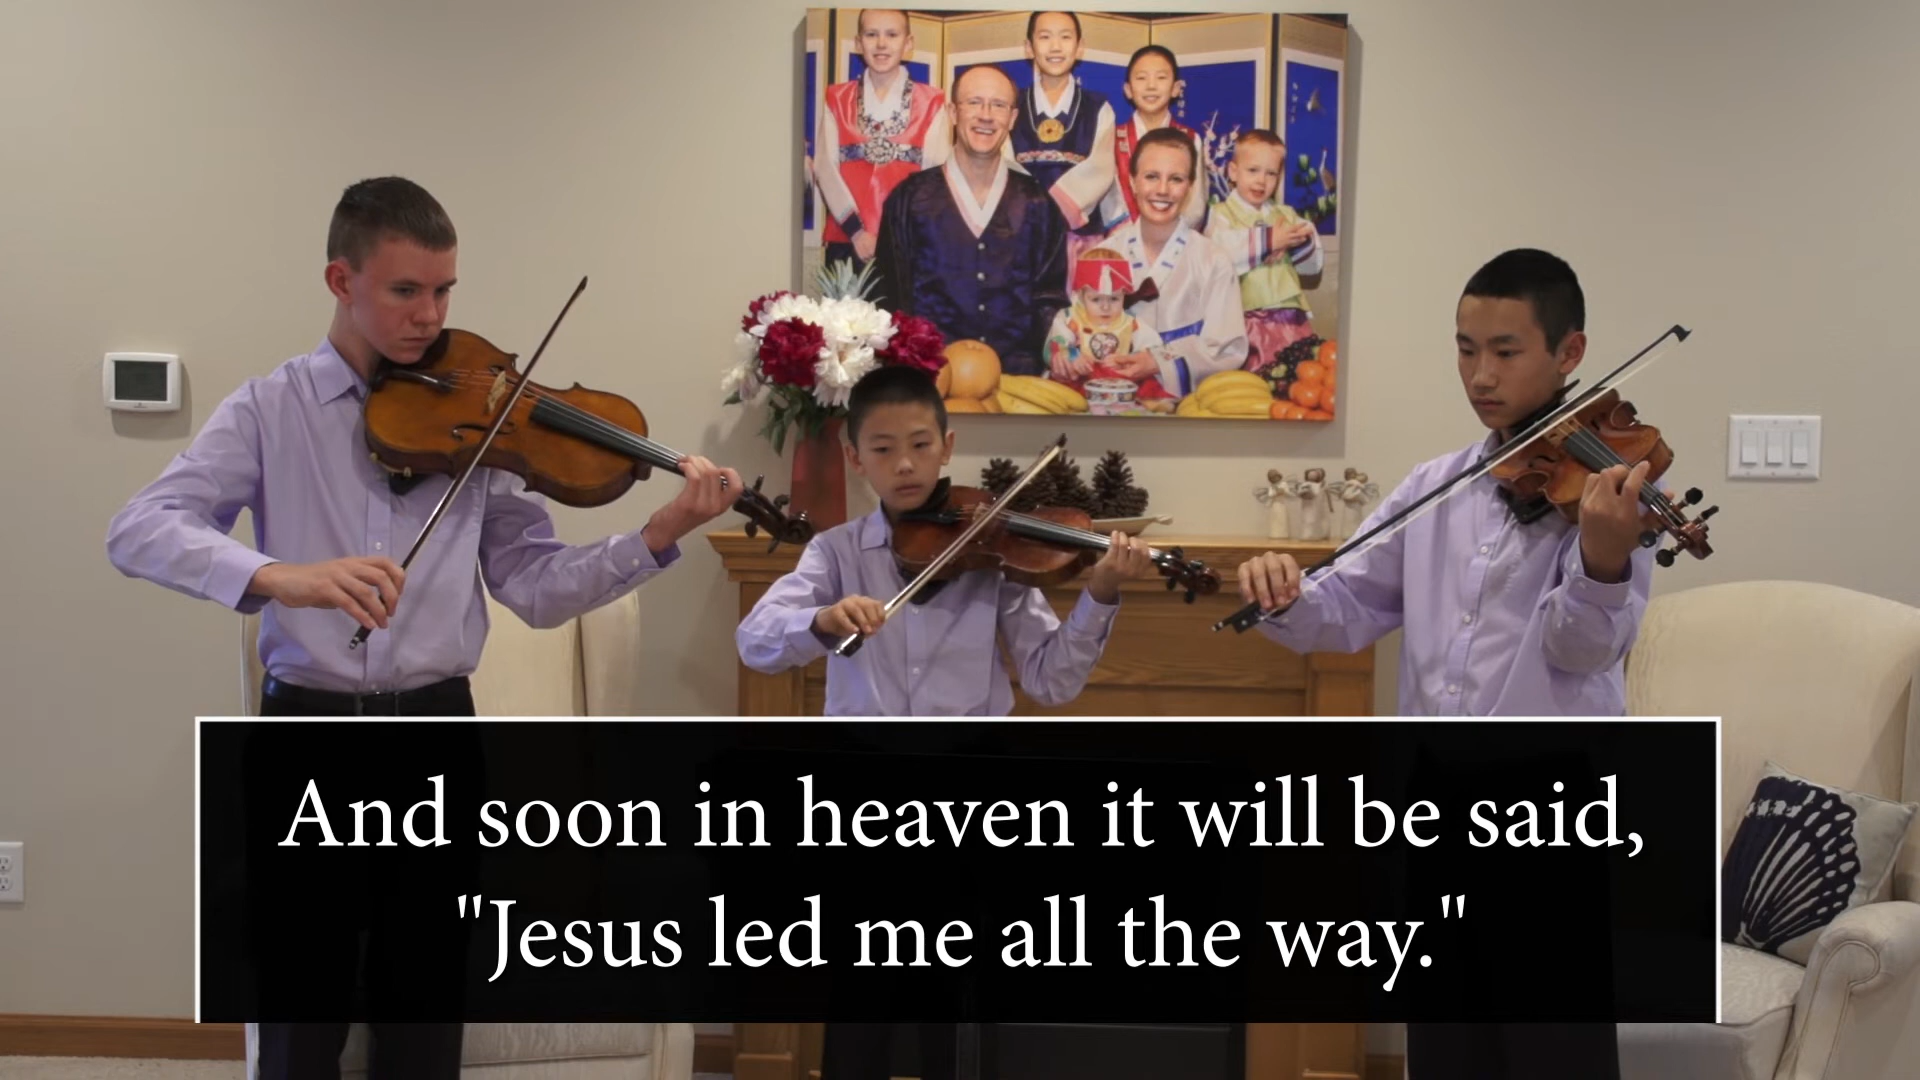 And soon in heaven it will be said,
"Jesus led me all the way."